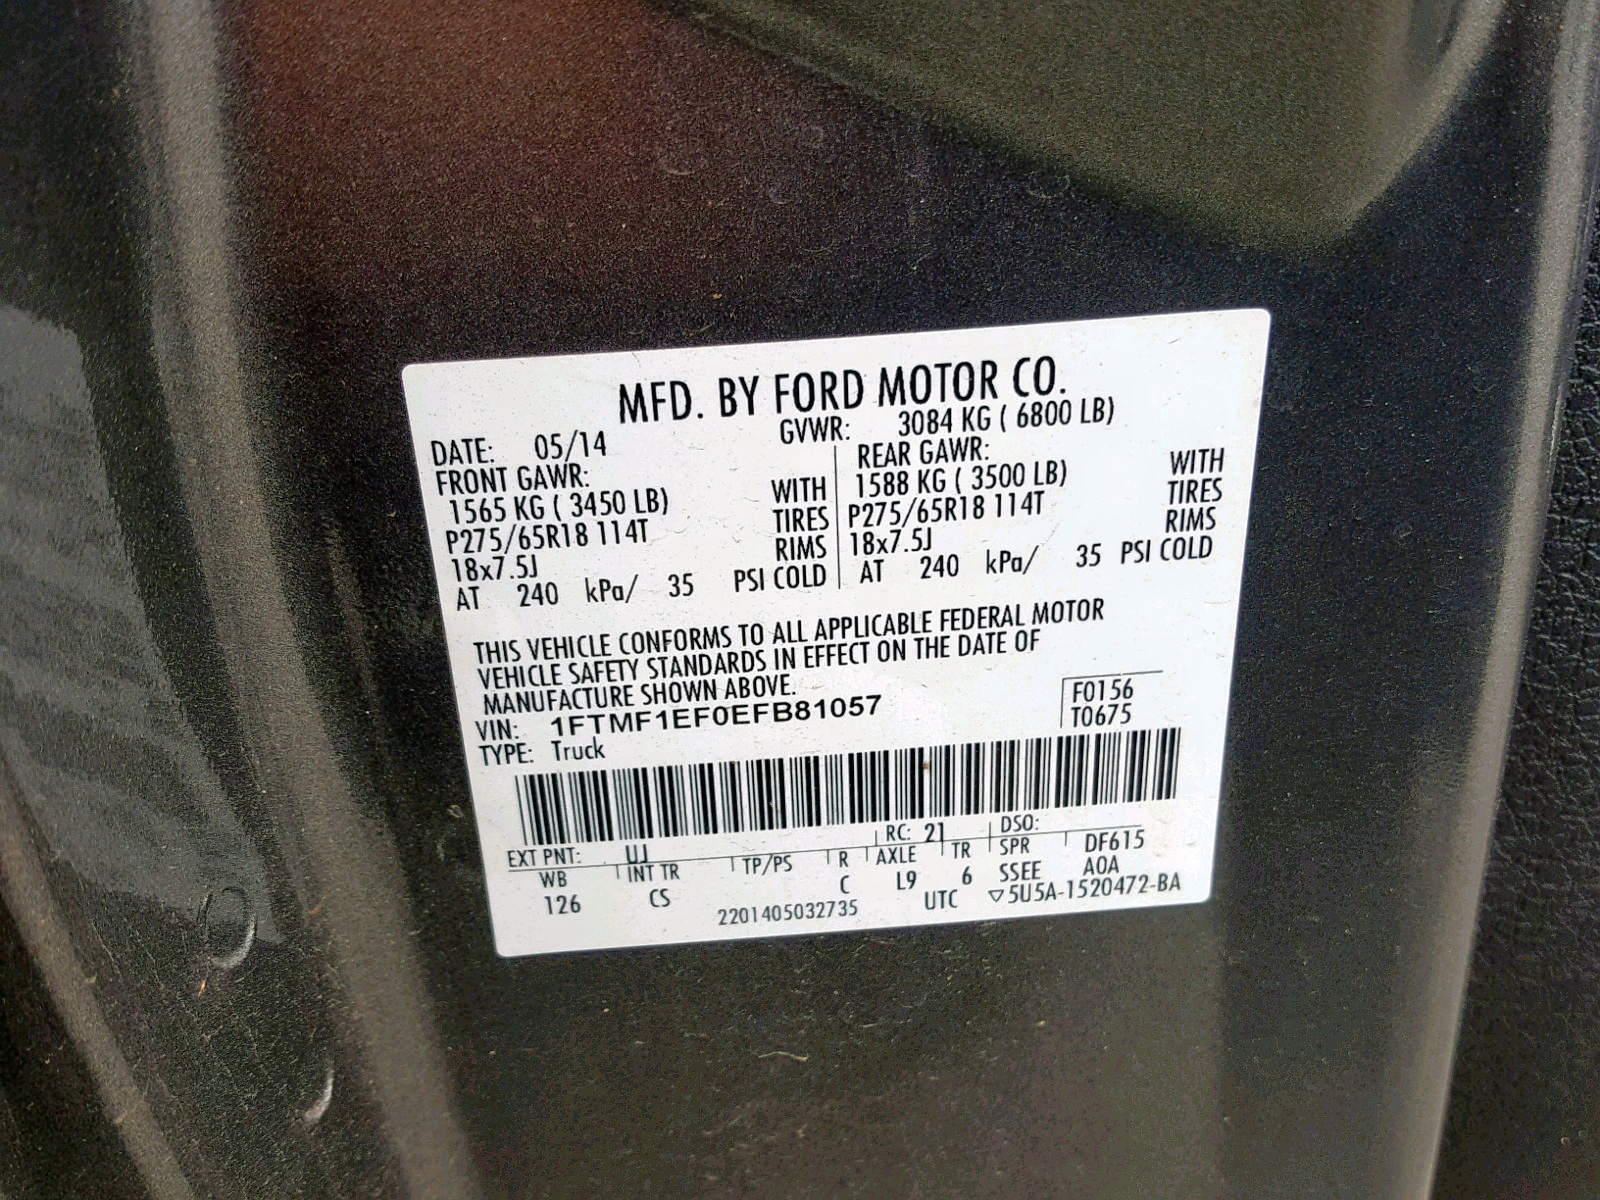 MFD. BY FORD MOTOR CO.
DATE: 05/14 GVWR: 3084 KG ( 6800 LB)
FRONT GAWR: REAR GAWR:
1565 KG ( 3450 LB) WITH 1588 KG ( 3500 LB) WITH
P275/65R18 114T TIRES P275/65R18 114T TIRES
18x7.5J RIMS 18x7.5J RIMS
AT 240 kPa/ 35 PSI COLD AT 240 kPa/ 35 PSI COLD
THIS VEHICLE CONFORMS TO ALL APPLICABLE FEDERAL MOTOR
VEHICLE SAFETY STANDARDS IN EFFECT ON THE DATE OF
MANUFACTURE SHOWN ABOVE.
VIN: 1FTMF1EF0EFB81057 F0156
TYPE: Truck T0675
EXT PNT: UJ RC: 21 DSO:
WB INT TR TP/PS R AXLE TR SPR DF615
126 CS C L9 6 SSEE A0A
2201405032735 UTC ▽5U5A-1520472-BA